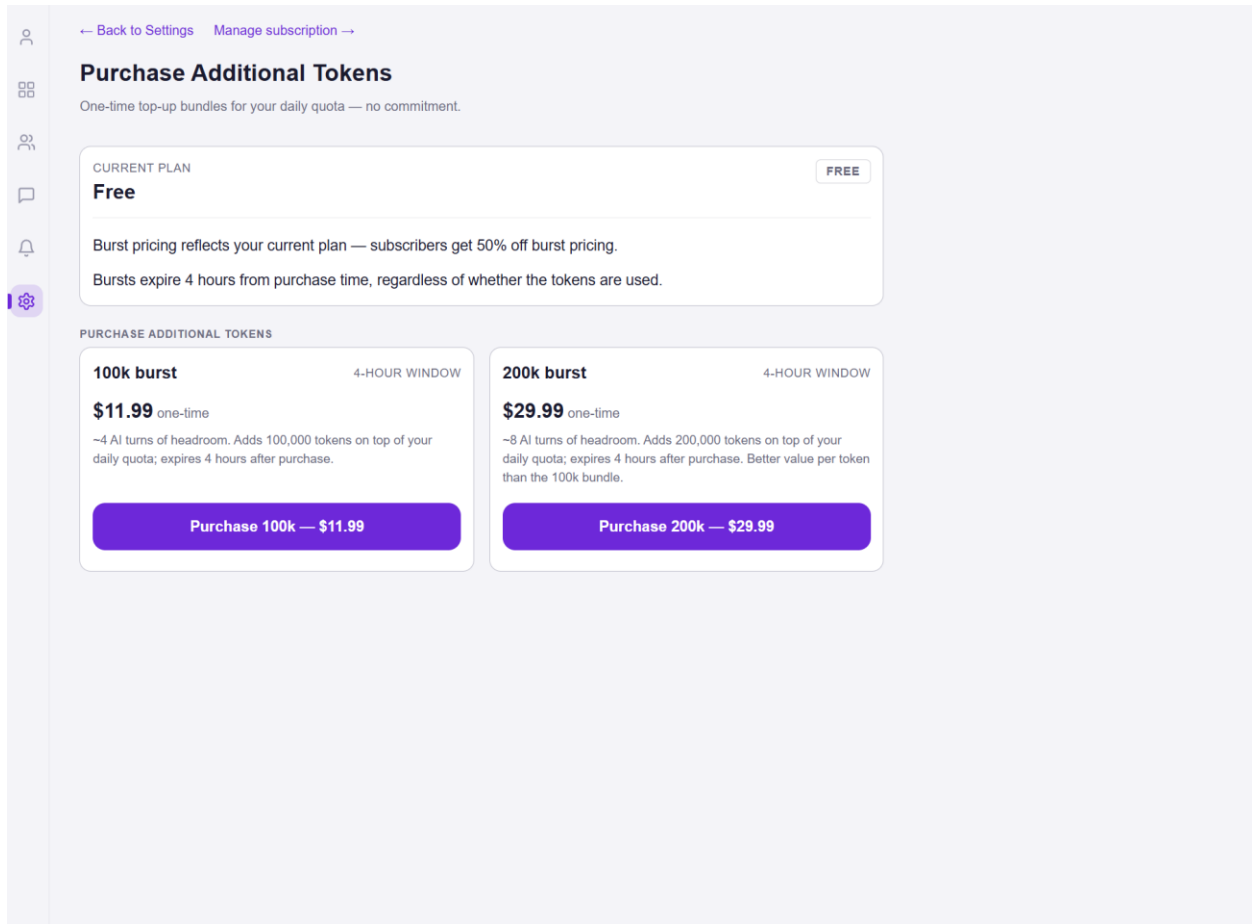 ← Back to Settings Manage subscription →
Purchase Additional Tokens
One-time top-up bundles for your daily quota — no commitment.
CURRENT PLAN
FREE
Free
Burst pricing reflects your current plan — subscribers get 50% off burst pricing.
Bursts expire 4 hours from purchase time, regardless of whether the tokens are used.
PURCHASE ADDITIONAL TOKENS
100k burst 4-HOUR WINDOW
$11.99 one-time
~4 AI turns of headroom. Adds 100,000 tokens on top of your
daily quota; expires 4 hours after purchase.
Purchase 100k — $11.99
200k burst 4-HOUR WINDOW
$29.99 one-time
~8 AI turns of headroom. Adds 200,000 tokens on top of your
daily quota; expires 4 hours after purchase. Better value per token
than the 100k bundle.
Purchase 200k — $29.99